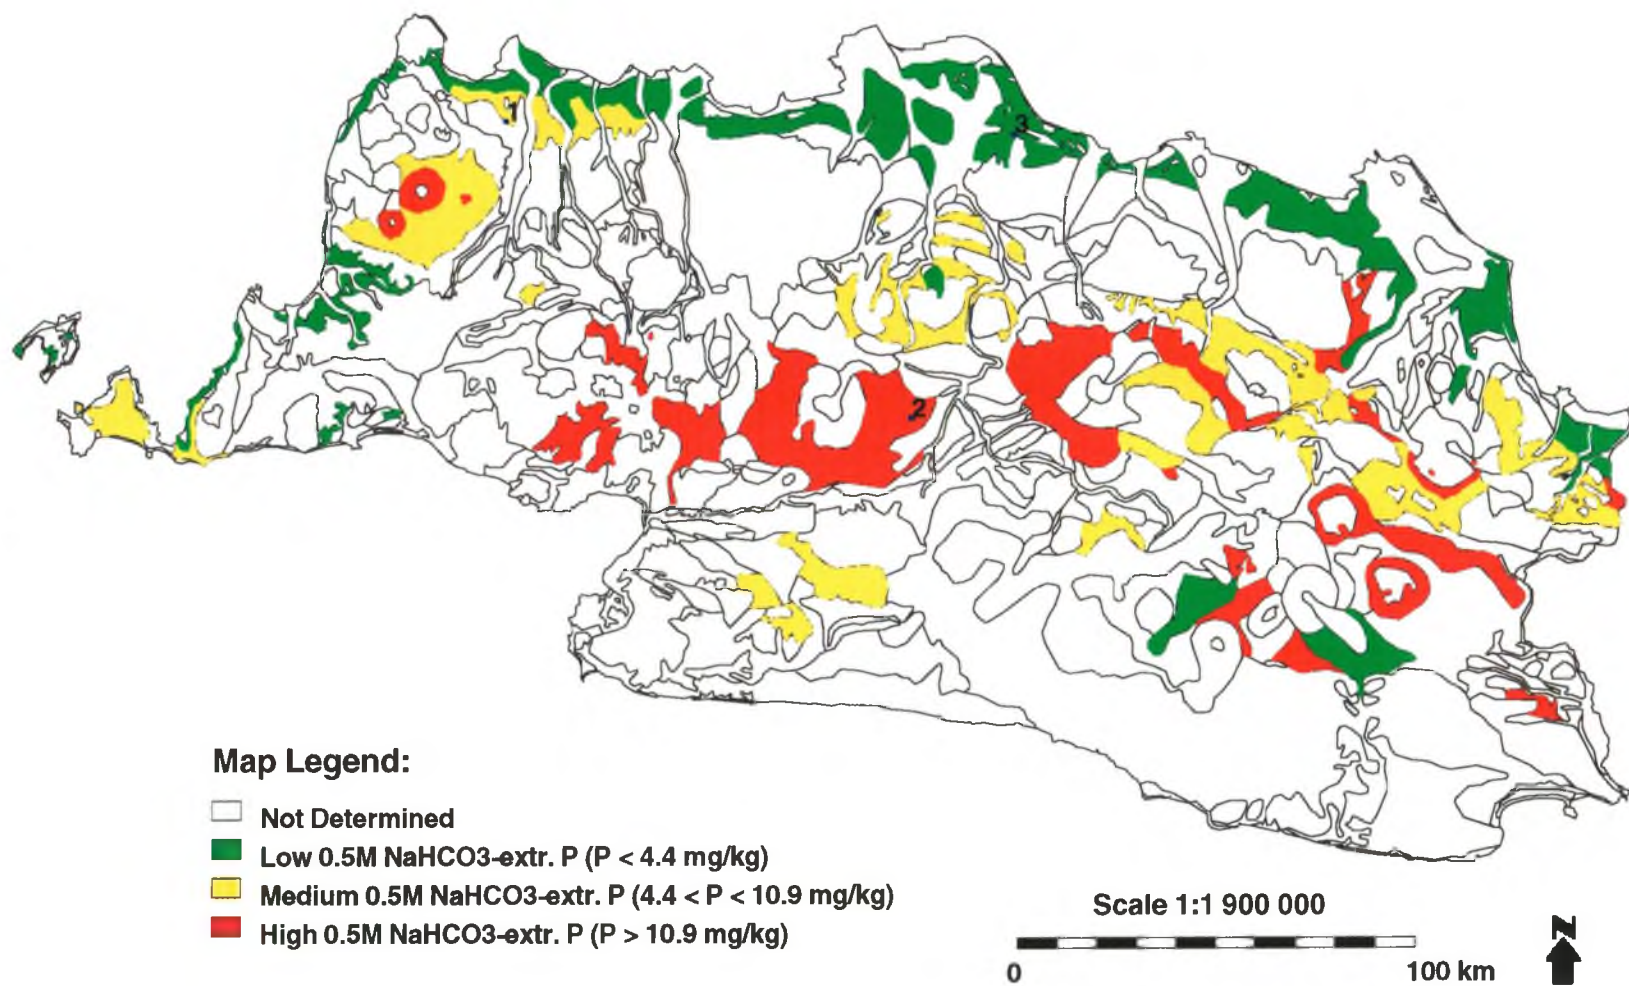 1
3
2
Map Legend:
Not Determined
Low 0.5M NaHCO3-extr. P (P < 4.4 mg/kg)
Medium 0.5M NaHCO3-extr. P (4.4 < P < 10.9 mg/kg)
High 0.5M NaHCO3-extr. P (P > 10.9 mg/kg)
Scale 1:1 900 000
0 100 km
N